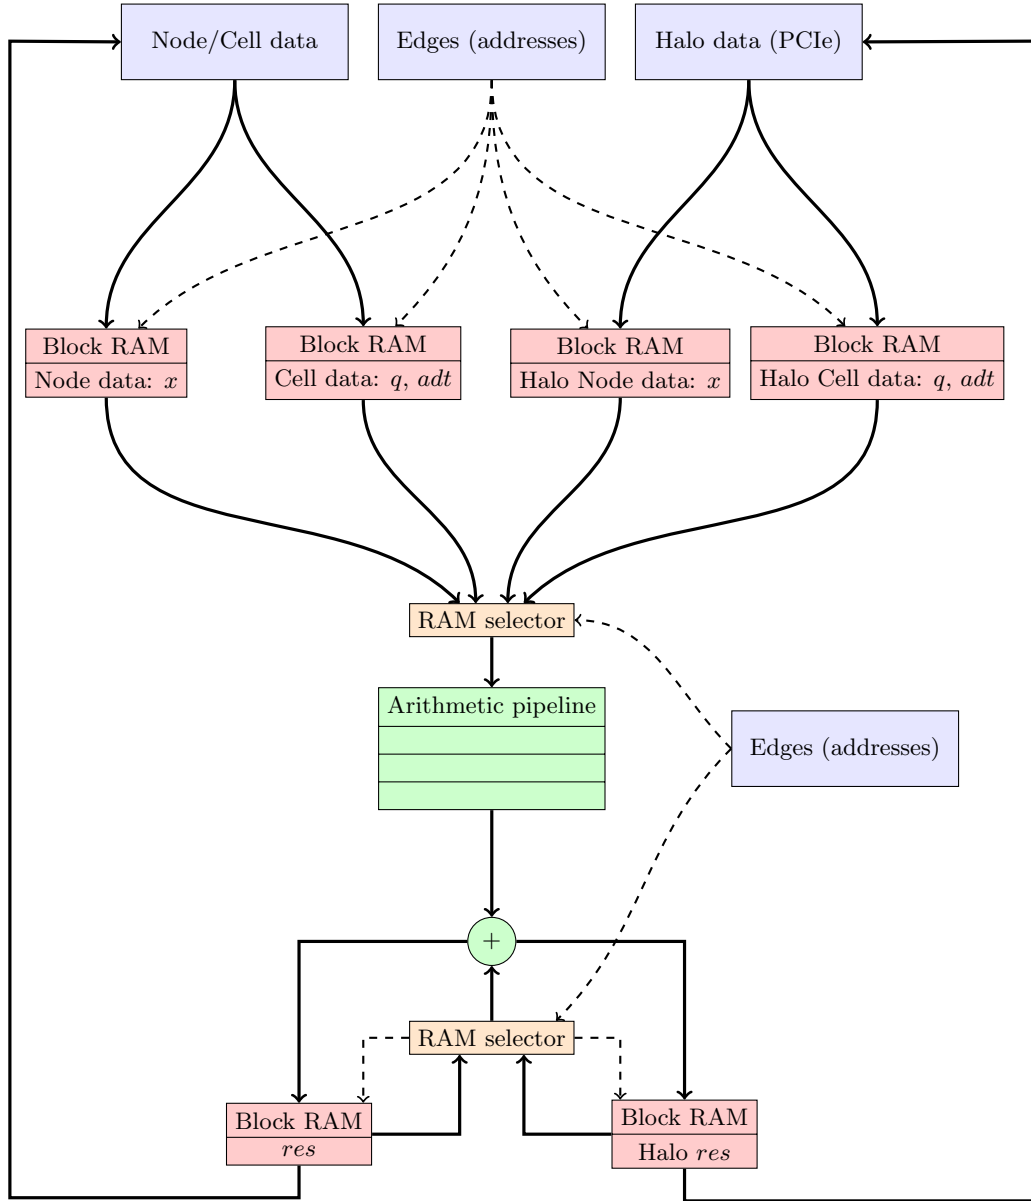 Node/Cell data
Edges (addresses)
Halo data (PCIe)
Block RAM
Node data: x
Block RAM
Cell data: q, adt
Block RAM
Halo Node data: x
Block RAM
Halo Cell data: q, adt
RAM selector
Arithmetic pipeline
Edges (addresses)
+
RAM selector
Block RAM
res
Block RAM
Halo res